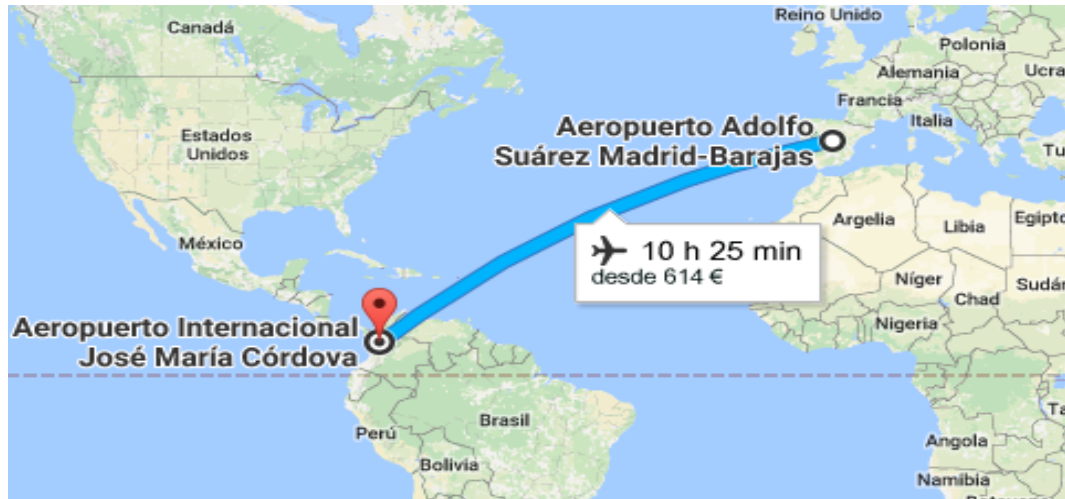 Reino Unido
Canadá
Polonia
Alemania
Ucra
Francia
Aeropuerto Adolfo
Suárez Madrid-Barajas
Italia
Estados
Unidos
Tu
Argelia
Libia
Egipto
México
10 h 25 min
desde 614 €
Níger
Chad
Sudán
Nigeria
Aeropuerto Internacional
José María Córdova
Brasil
Perú
Ta
Angola
Bolivia
Namibia